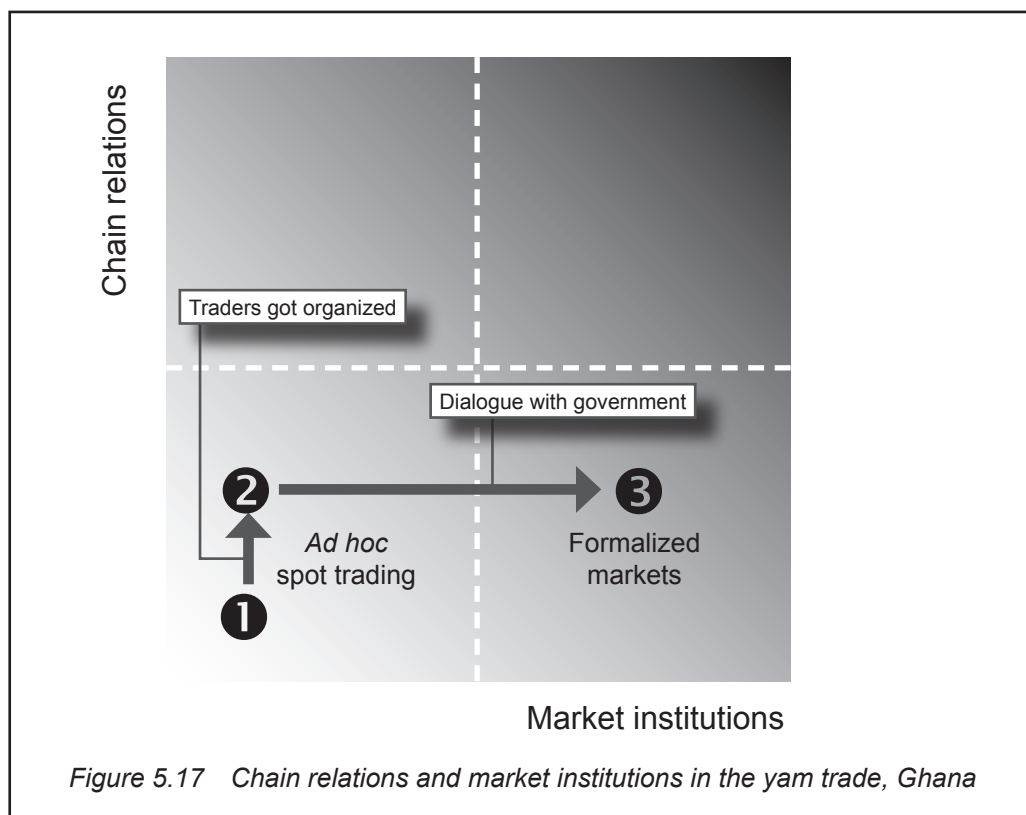 Chain relations
Traders got organized
Dialogue with government
2
3
Ad hoc
spot trading
Formalized
markets
1
Market institutions
Figure 5.17 Chain relations and market institutions in the yam trade, Ghana